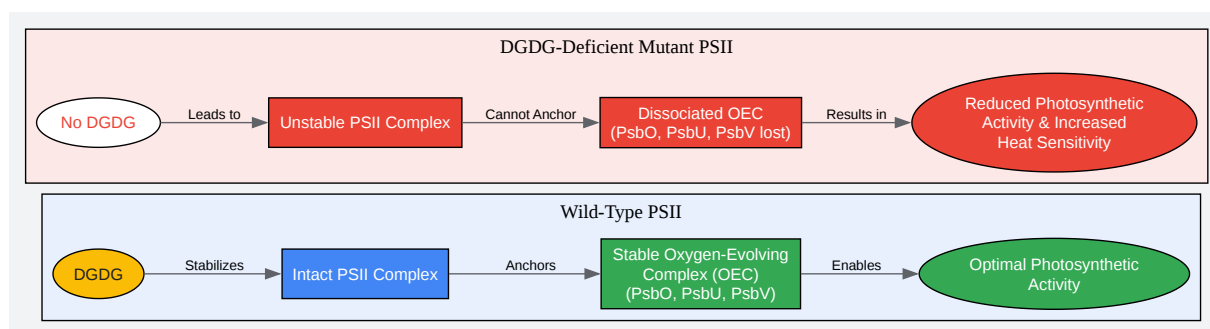 DGDG-Deficient Mutant PSII
No DGDG
Leads to
Unstable PSII Complex
Cannot Anchor
Dissociated OEC
(PsbO, PsbU, PsbV lost)
Results in
Reduced Photosynthetic
Activity & Increased
Heat Sensitivity
Wild-Type PSII
DGDG
Stabilizes
Intact PSII Complex
Anchors
Stable Oxygen-Evolving
Complex (OEC)
(PsbO, PsbU, PsbV)
Enables
Optimal Photosynthetic
Activity